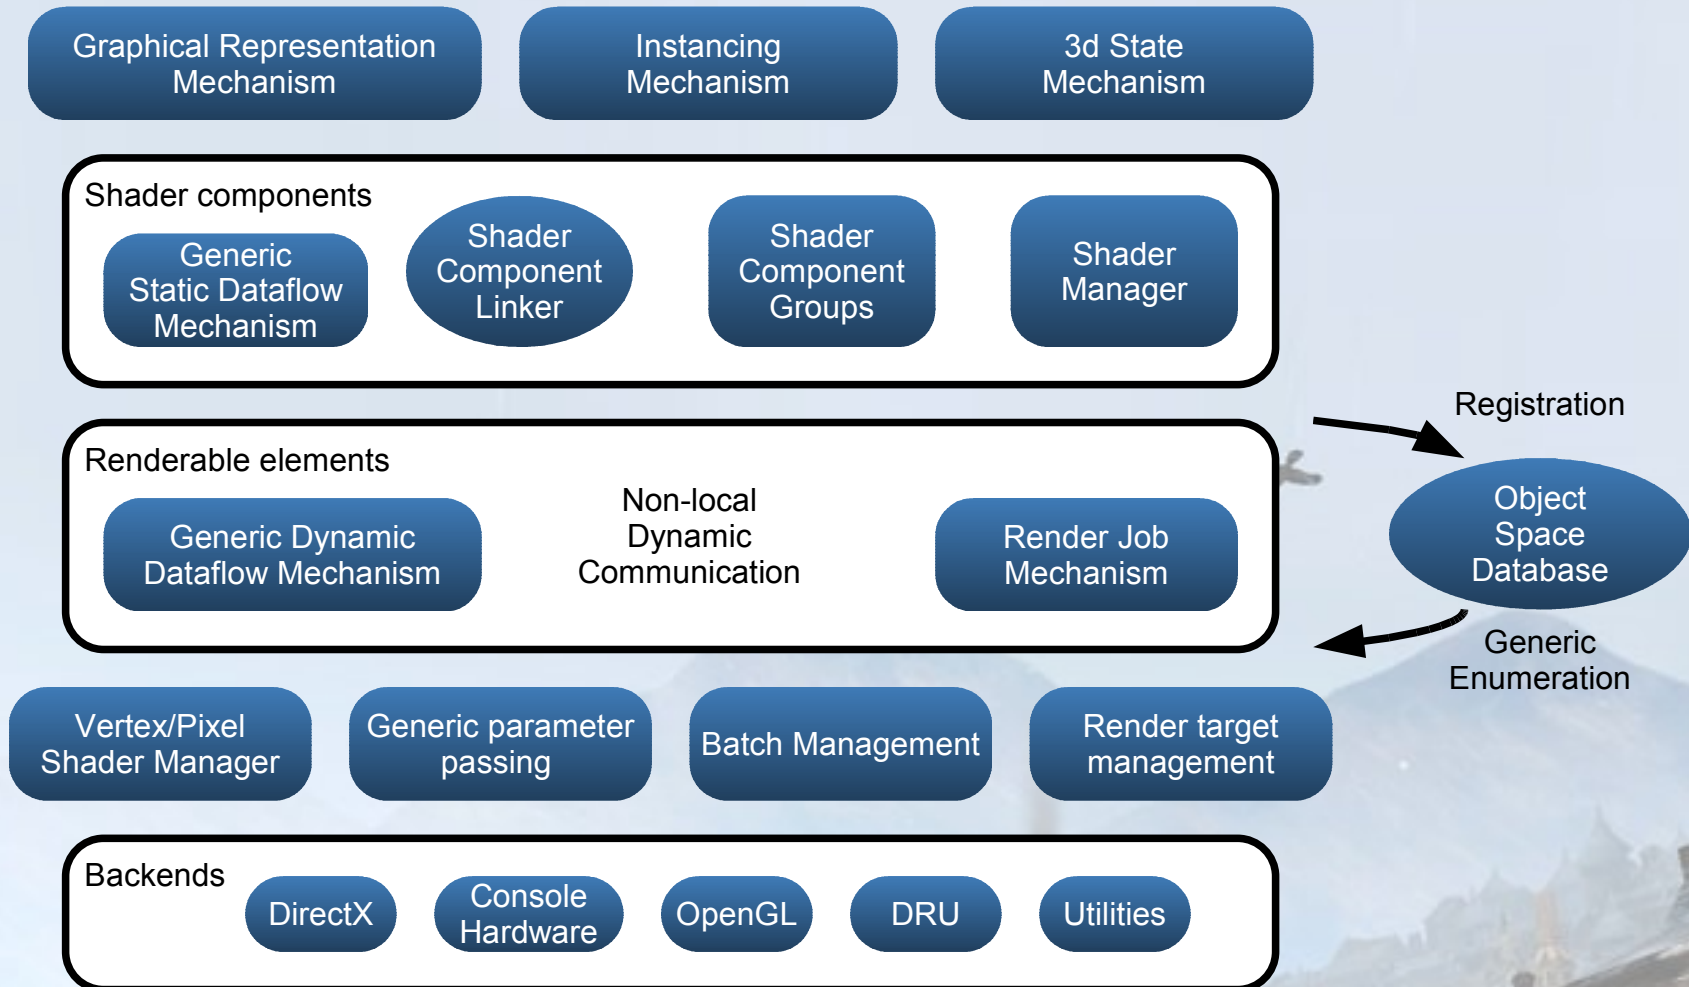 Graphical Representation
Mechanism
Instancing
Mechanism
3d State
Mechanism
Shader components
Generic
Static Dataflow
Mechanism
Shader
Component
Linker
Shader
Component
Groups
Shader
Manager
Registration
Renderable elements
Generic Dynamic
Dataflow Mechanism
Non-local
Dynamic
Communication
Render Job
Mechanism
Object
Space
Database
Generic
Enumeration
Vertex/Pixel
Shader Manager
Generic parameter
passing
Batch Management
Render target
management
Backends
DirectX
Console
Hardware
OpenGL
DRU
Utilities